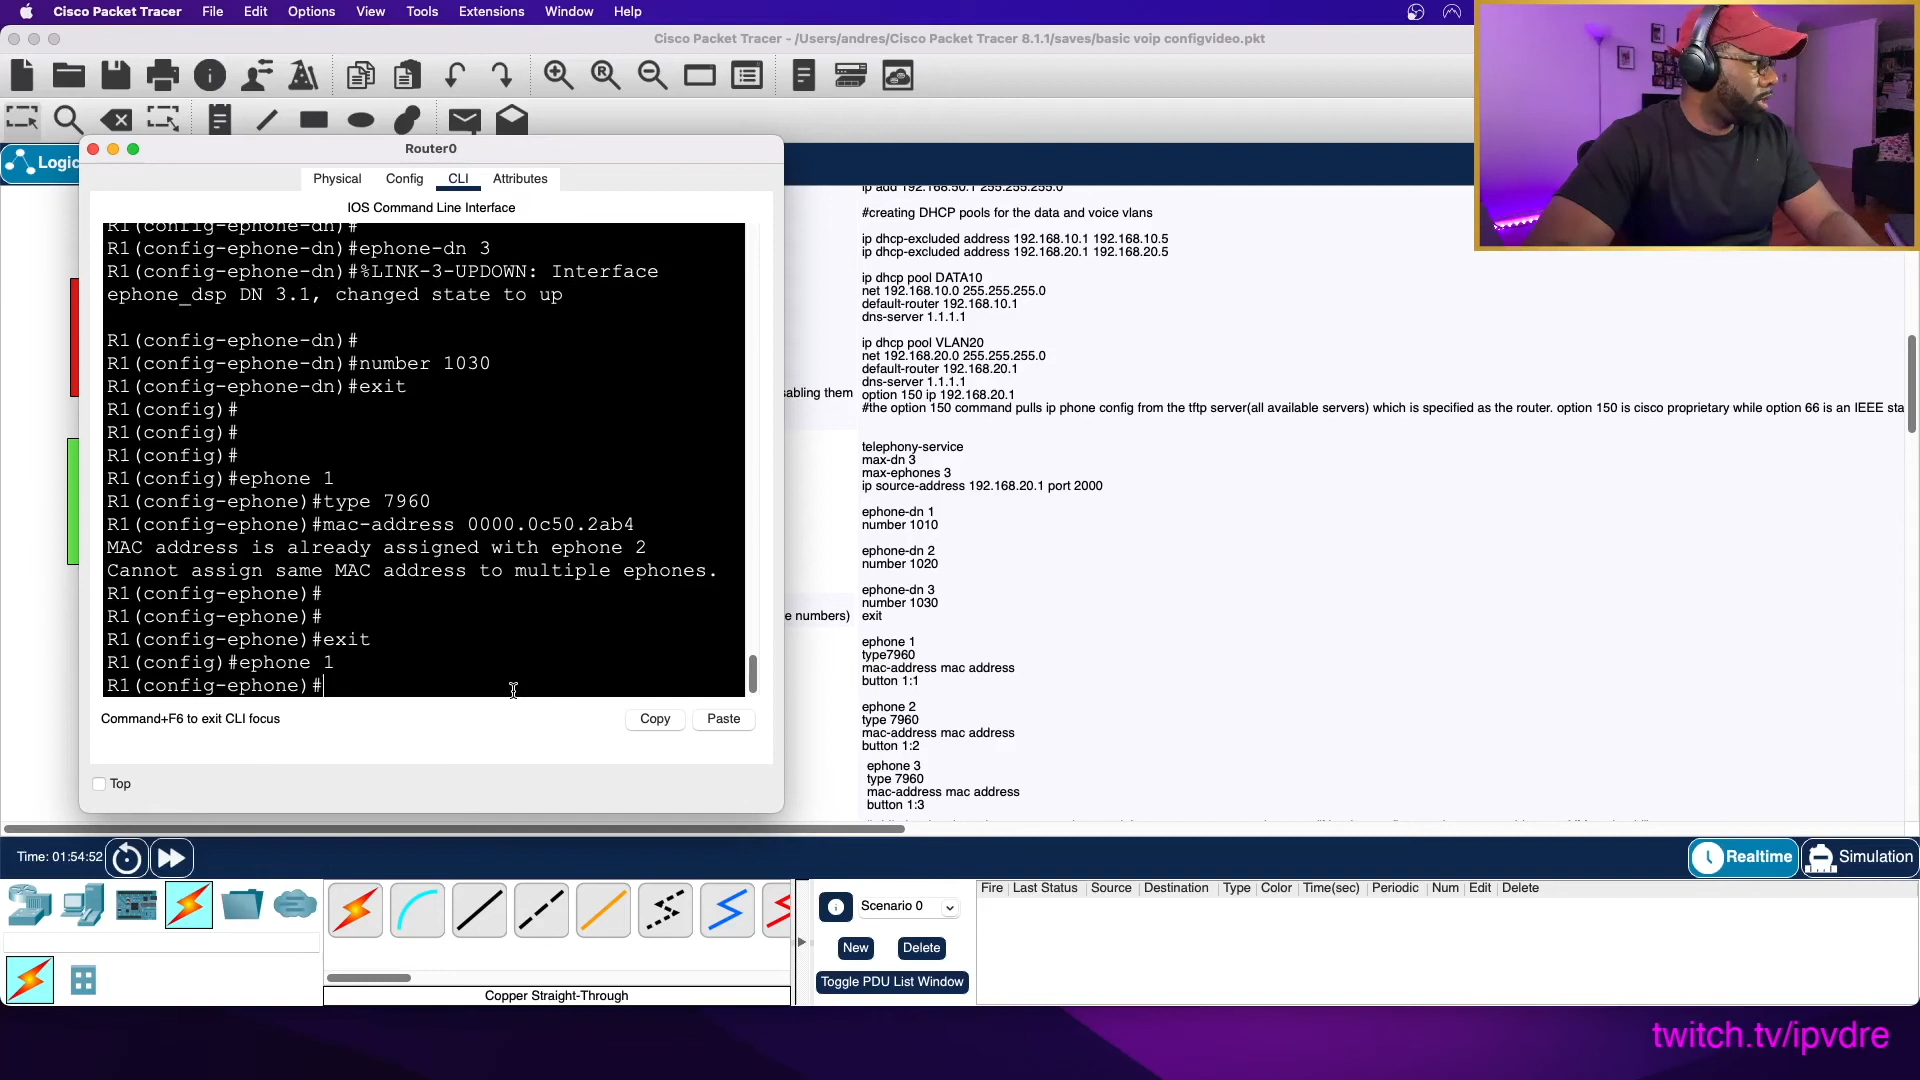 Cisco Packet Tracer File Edit Options View Tools Extensions Window Help
Cisco Packet Tracer - /Users/andres/Cisco Packet Tracer 8.1.1/saves/basic voip configvideo.pkt
Logic
Router0
Physical Config CLI Attributes
IOS Command Line Interface
R1(config-ephone-dn)#
R1(config-ephone-dn)#ephone-dn 3
R1(config-ephone-dn)#%LINK-3-UPDOWN: Interface
ephone_dsp DN 3.1, changed state to up
R1(config-ephone-dn)#
R1(config-ephone-dn)#number 1030
R1(config-ephone-dn)#exit
R1(config)#
R1(config)#
R1(config)#
R1(config)#ephone 1
R1(config-ephone)#type 7960
R1(config-ephone)#mac-address 0000.0c50.2ab4
MAC address is already assigned with ephone 2
Cannot assign same MAC address to multiple ephones.
R1(config-ephone)#
R1(config-ephone)#
R1(config-ephone)#exit
R1(config)#ephone 1
R1(config-ephone)#
Command+F6 to exit CLI focus
Copy Paste
Top
sabling them
e numbers)
ip add 192.168.50.1 255.255.255.0
#creating DHCP pools for the data and voice vlans
ip dhcp-excluded address 192.168.10.1 192.168.10.5
ip dhcp-excluded address 192.168.20.1 192.168.20.5
ip dhcp pool DATA10
net 192.168.10.0 255.255.255.0
default-router 192.168.10.1
dns-server 1.1.1.1
ip dhcp pool VLAN20
net 192.168.20.0 255.255.255.0
default-router 192.168.20.1
dns-server 1.1.1.1
option 150 ip 192.168.20.1
#the option 150 command pulls ip phone config from the tftp server(all available servers) which is specified as the router. option 150 is cisco proprietary while option 66 is an IEEE sta
telephony-service
max-dn 3
max-ephones 3
ip source-address 192.168.20.1 port 2000
ephone-dn 1
number 1010
ephone-dn 2
number 1020
ephone-dn 3
number 1030
exit
ephone 1
type7960
mac-address mac address
button 1:1
ephone 2
type 7960
mac-address mac address
button 1:2
ephone 3
type 7960
mac-address mac address
button 1:3
Time: 01:54:52
Realtime Simulation
Scenario 0
New Delete
Toggle PDU List Window
Fire Last Status Source Destination Type Color Time(sec) Periodic Num Edit Delete
Copper Straight-Through
twitch.tv/ipvdre